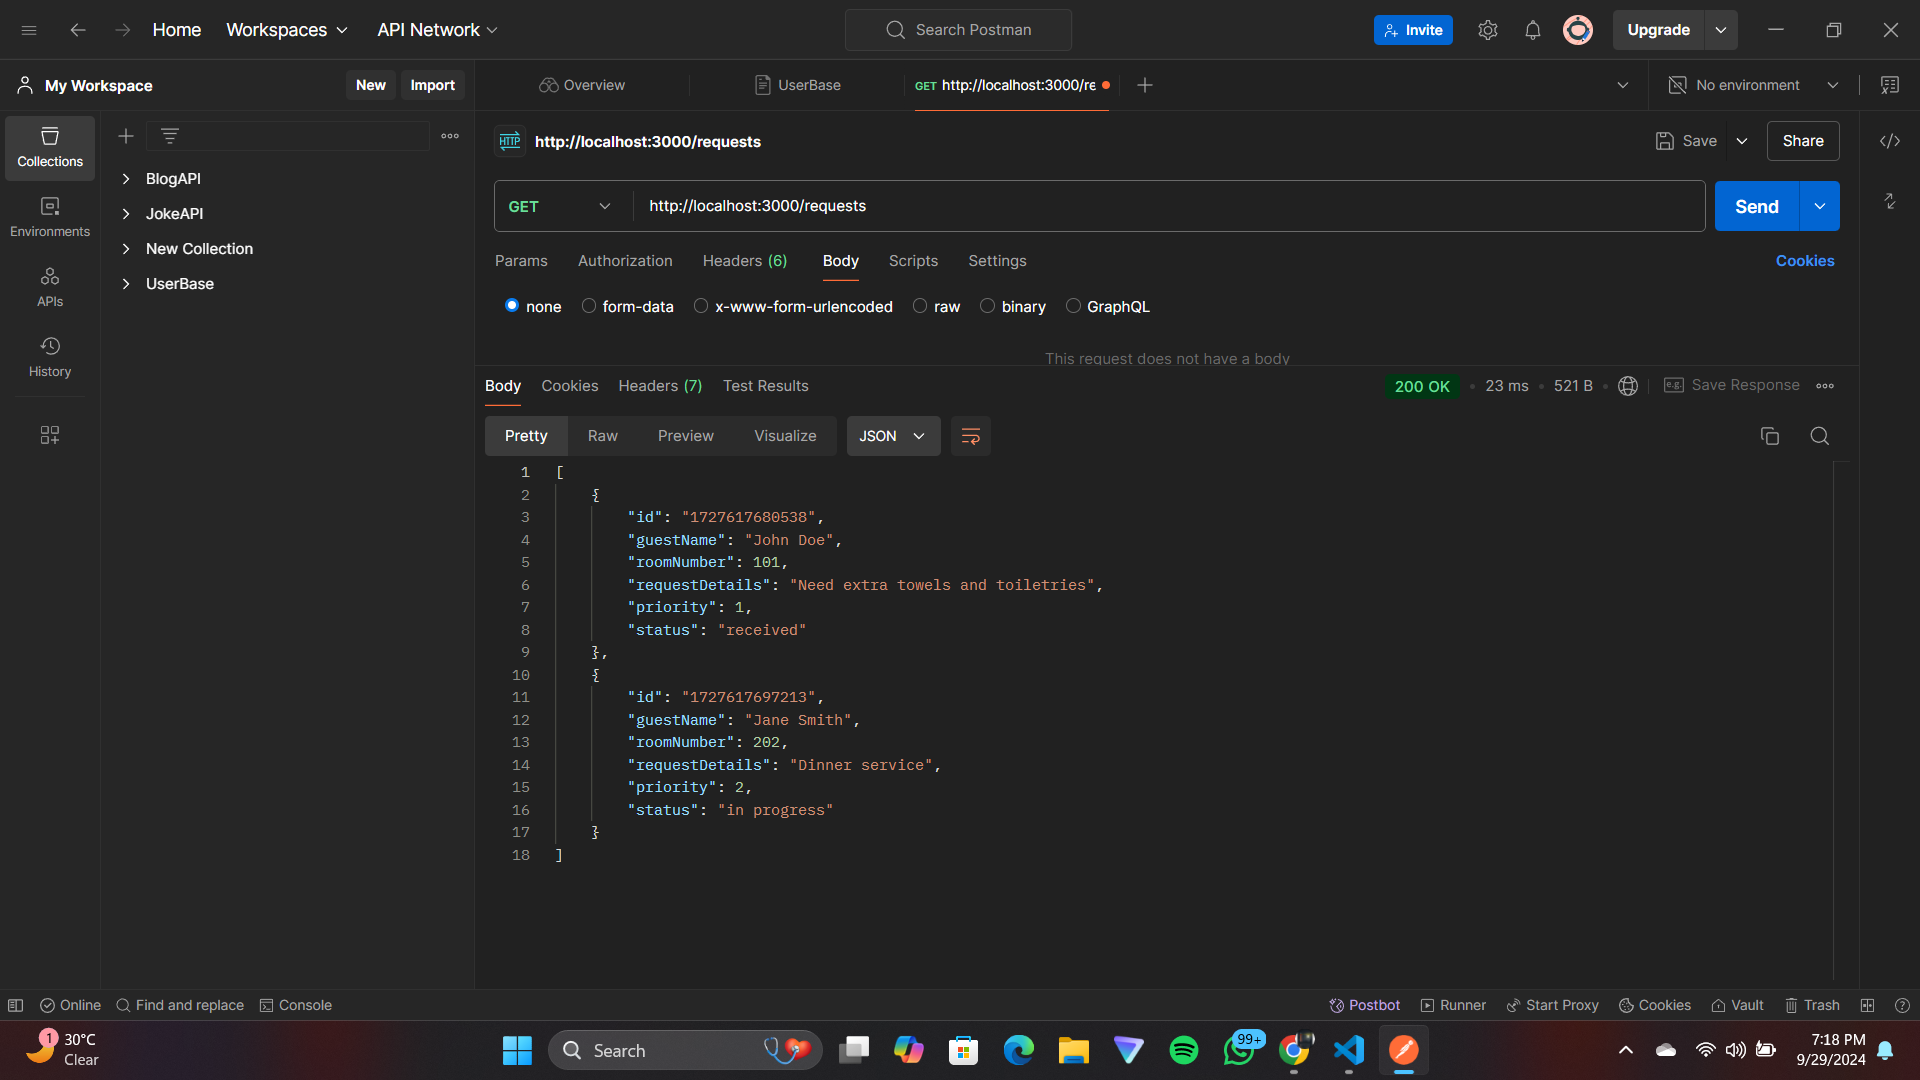 Home Workspaces API Network Search Postman Invite Upgrade
My Workspace New Import Overview UserBase GET http://localhost:3000/re No environment
Collections
Environments
APIs
History
BlogAPI
JokeAPI
New Collection
UserBase
HTTP http://localhost:3000/requests Save Share
GET http://localhost:3000/requests Send
Params Authorization Headers (6) Body Scripts Settings Cookies
none form-data x-www-form-urlencoded raw binary GraphQL
This request does not have a body
Body Cookies Headers (7) Test Results 200 OK 23 ms 521 B e.g. Save Response
Pretty Raw Preview Visualize JSON
1 [
2 {
3 "id": "1727617680538",
4 "guestName": "John Doe",
5 "roomNumber": 101,
6 "requestDetails": "Need extra towels and toiletries",
7 "priority": 1,
8 "status": "received"
9 },
10 {
11 "id": "1727617697213",
12 "guestName": "Jane Smith",
13 "roomNumber": 202,
14 "requestDetails": "Dinner service",
15 "priority": 2,
16 "status": "in progress"
17 }
18 ]
Online Find and replace Console Postbot Runner Start Proxy Cookies Vault Trash
1 30°C
Clear
Search
99+
7:18 PM
9/29/2024